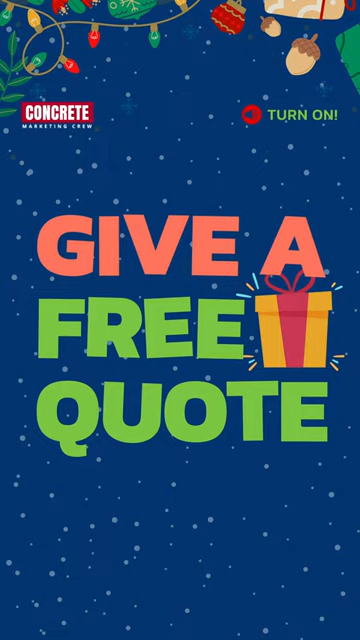 CONCRETE
MARKETING CREW
TURN ON!
GIVE A
FREE
QUOTE